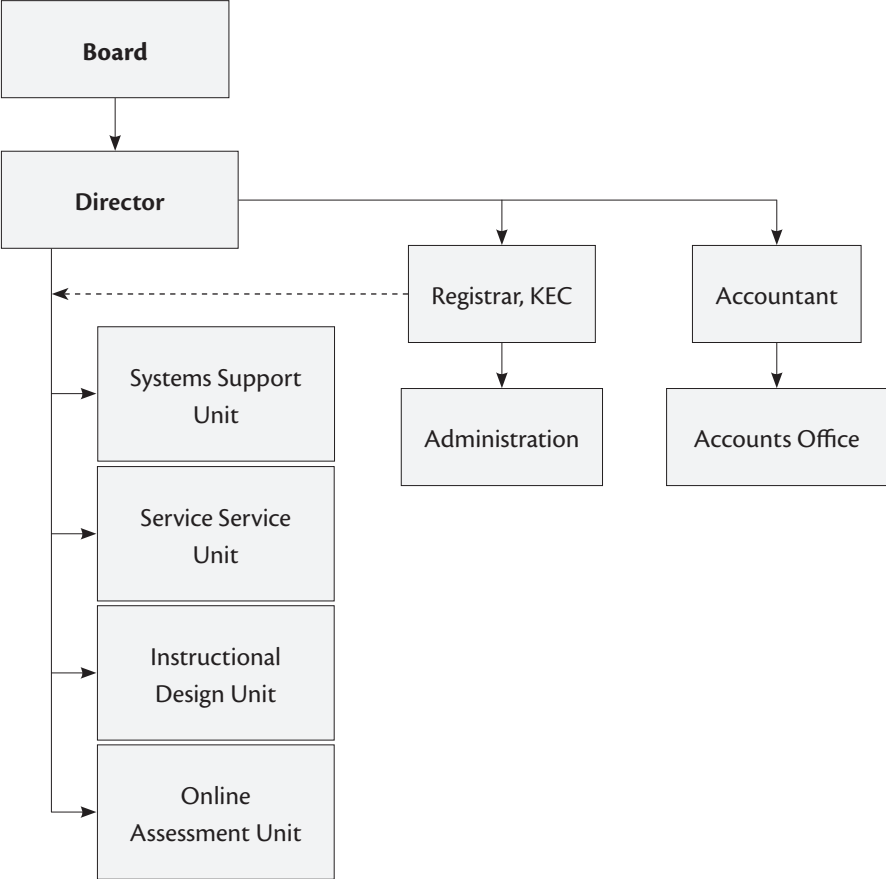 Board
Director
Registrar, KEC
Accountant
Systems Support
Unit
Administration
Accounts Office
Service Service
Unit
Instructional
Design Unit
Online
Assessment Unit